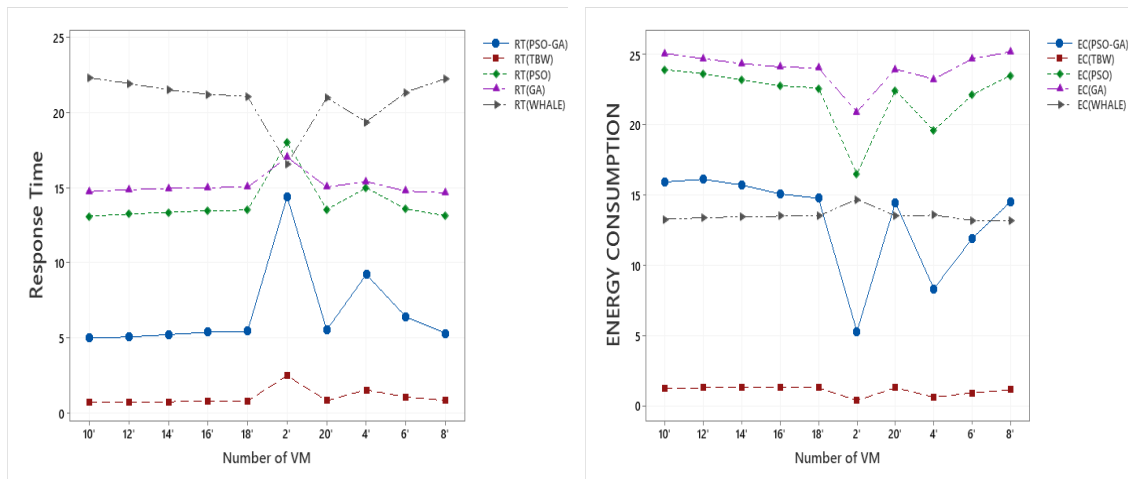 25
20
15
10
5
0
Response Time
10' 12' 14' 16' 18' 2' 20' 4' 6' 8'
Number of VM
RT(PSO-GA)
RT(TBW)
RT(PSO)
RT(GA)
RT(WHALE)
25
20
15
10
5
0
ENERGY CONSUMPTION
10' 12' 14' 16' 18' 2' 20' 4' 6' 8'
Number of VM
EC(PSO-GA)
EC(TBW)
EC(PSO)
EC(GA)
EC(WHALE)